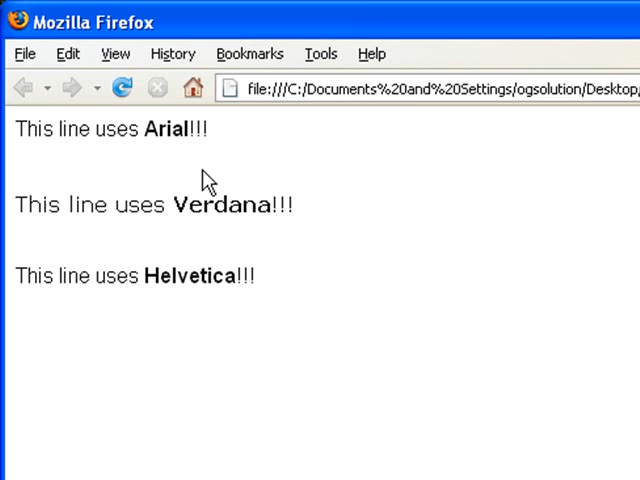 Mozilla Firefox
File Edit View History Bookmarks Tools Help
file:///C:/Documents%20and%20Settings/ogsolution/Desktop
This line uses Arial!!!
This line uses Verdana!!!
This line uses Helvetica!!!